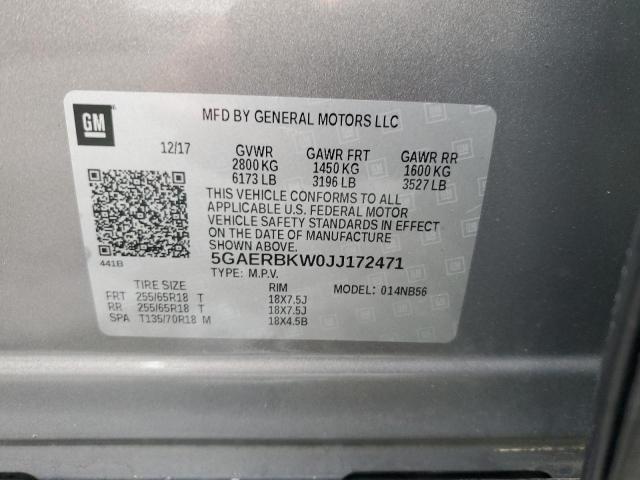 GM
MFD BY GENERAL MOTORS LLC
12/17 GVWR GAWR FRT GAWR RR
2800 KG 1450 KG 1600 KG
6173 LB 3196 LB 3527 LB
THIS VEHICLE CONFORMS TO ALL
APPLICABLE U.S. FEDERAL MOTOR
VEHICLE SAFETY STANDARDS IN EFFECT
ON THE DATE OF MANUFACTURE
SHOWN ABOVE.
441B
5GAERBKW0JJ172471
TYPE: M.P.V. MODEL: 014NB56
TIRE SIZE RIM
FRT 255/65R18 T 18X7.5J
RR 255/65R18 T 18X7.5J
SPA T135/70R18 M 18X4.5B